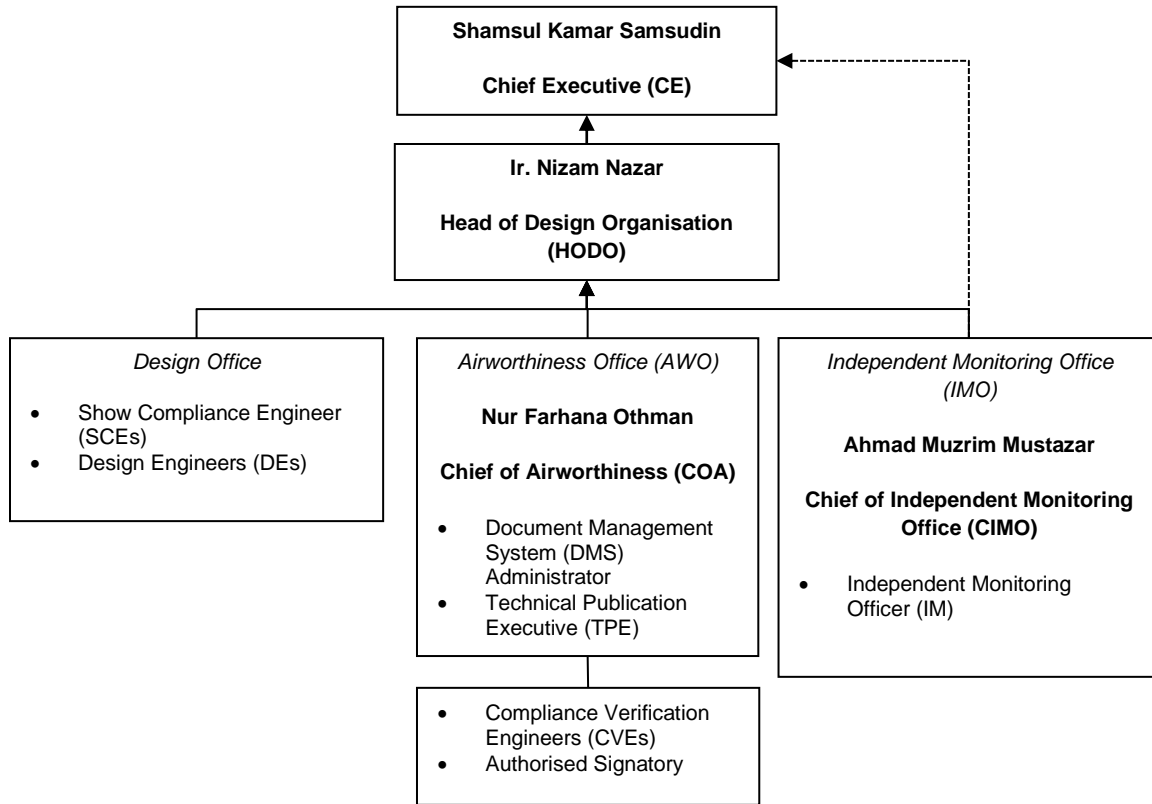 Shamsul Kamar Samsudin
Chief Executive (CE)
Ir. Nizam Nazar
Head of Design Organisation
(HODO)
Design Office
• Show Compliance Engineer
(SCEs)
• Design Engineers (DEs)
Airworthiness Office (AWO)
Nur Farhana Othman
Chief of Airworthiness (COA)
• Document Management
System (DMS)
Administrator
• Technical Publication
Executive (TPE)
Independent Monitoring Office
(IMO)
Ahmad Muzrim Mustazar
Chief of Independent Monitoring
Office (CIMO)
• Independent Monitoring
Officer (IM)
• Compliance Verification
Engineers (CVEs)
• Authorised Signatory